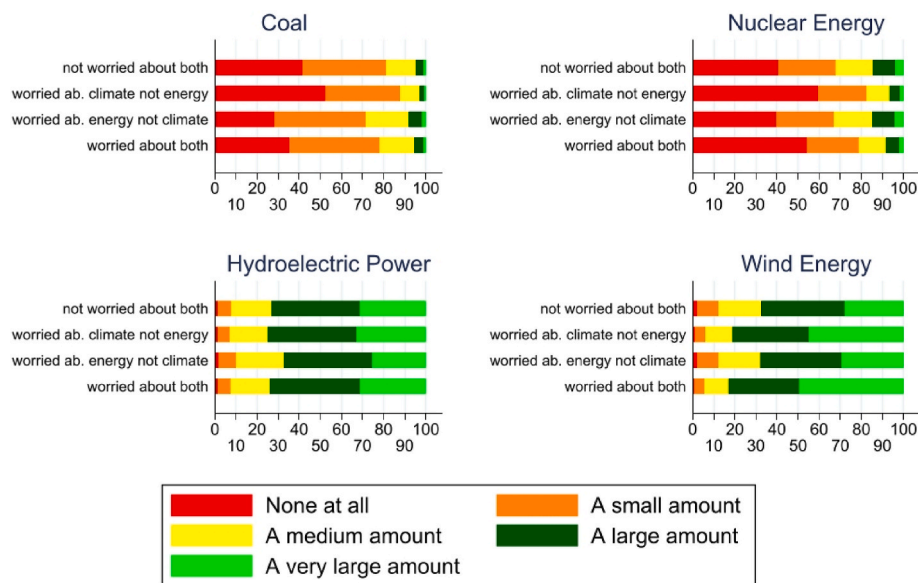 Coal
not worried about both
worried ab. climate not energy
worried ab. energy not climate
worried about both
0 20 40 60 80 100
10 30 50 70 90
Nuclear Energy
not worried about both
worried ab. climate not energy
worried ab. energy not climate
worried about both
0 20 40 60 80 100
10 30 50 70 90
Hydroelectric Power
not worried about both
worried ab. climate not energy
worried ab. energy not climate
worried about both
0 20 40 60 80 100
10 30 50 70 90
Wind Energy
not worried about both
worried ab. climate not energy
worried ab. energy not climate
worried about both
0 20 40 60 80 100
10 30 50 70 90
None at all
A small amount
A medium amount
A large amount
A very large amount